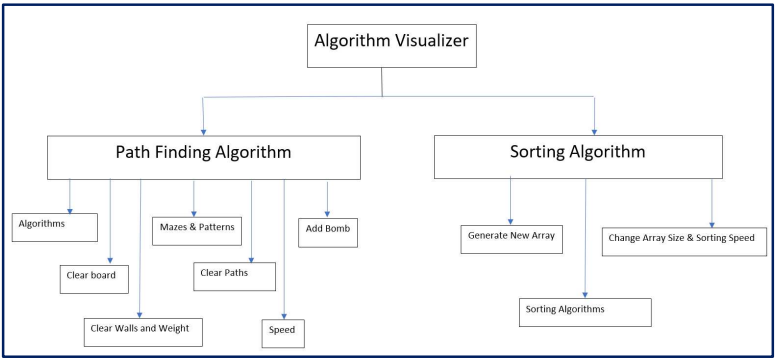 Algorithm Visualizer
Path Finding Algorithm
Sorting Algorithm
Algorithms
Mazes & Patterns
Add Bomb
Generate New Array
Change Array Size & Sorting Speed
Clear board
Clear Paths
Sorting Algorithms
Clear Walls and Weight
Speed